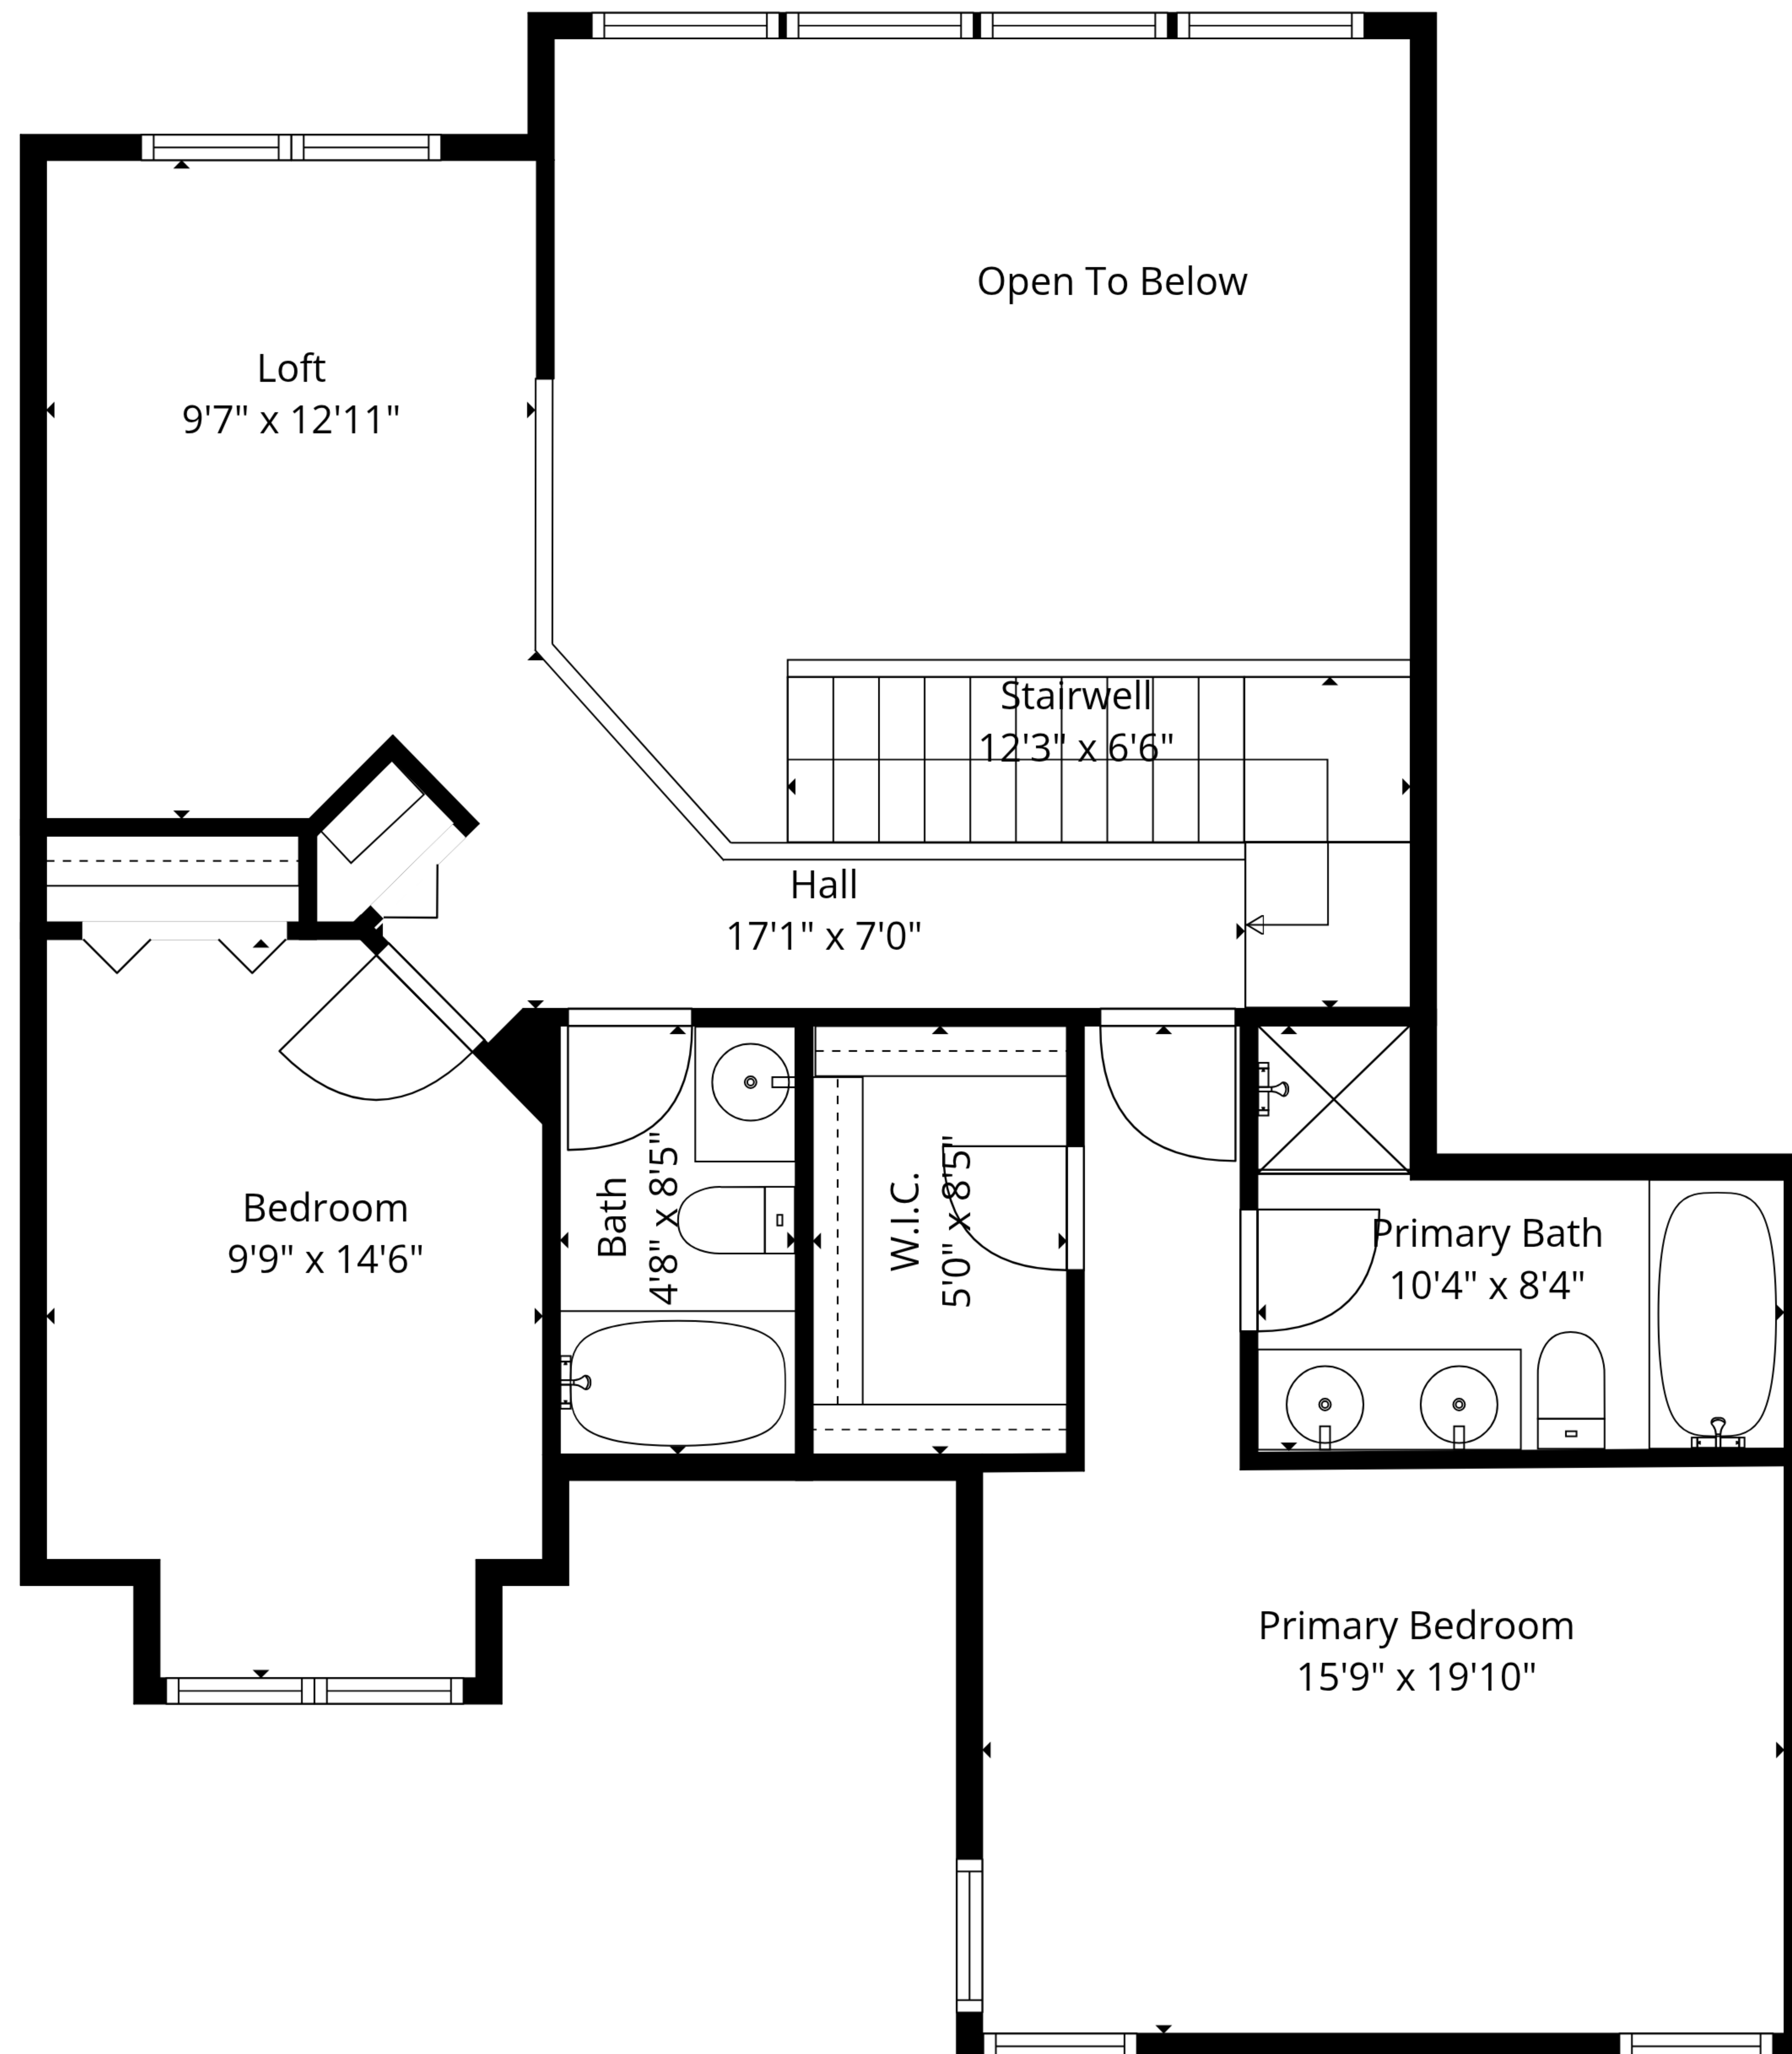 Open To Below
Loft
9'7" x 12'11"
Stairwell
12'3" x 6'6"
Hall
17'1" x 7'0"
Bedroom
9'9" x 14'6"
Bath
4'8" x 8'5"
W.I.C.
5'0" x 8'5"
Primary Bath
10'4" x 8'4"
Primary Bedroom
15'9" x 19'10"